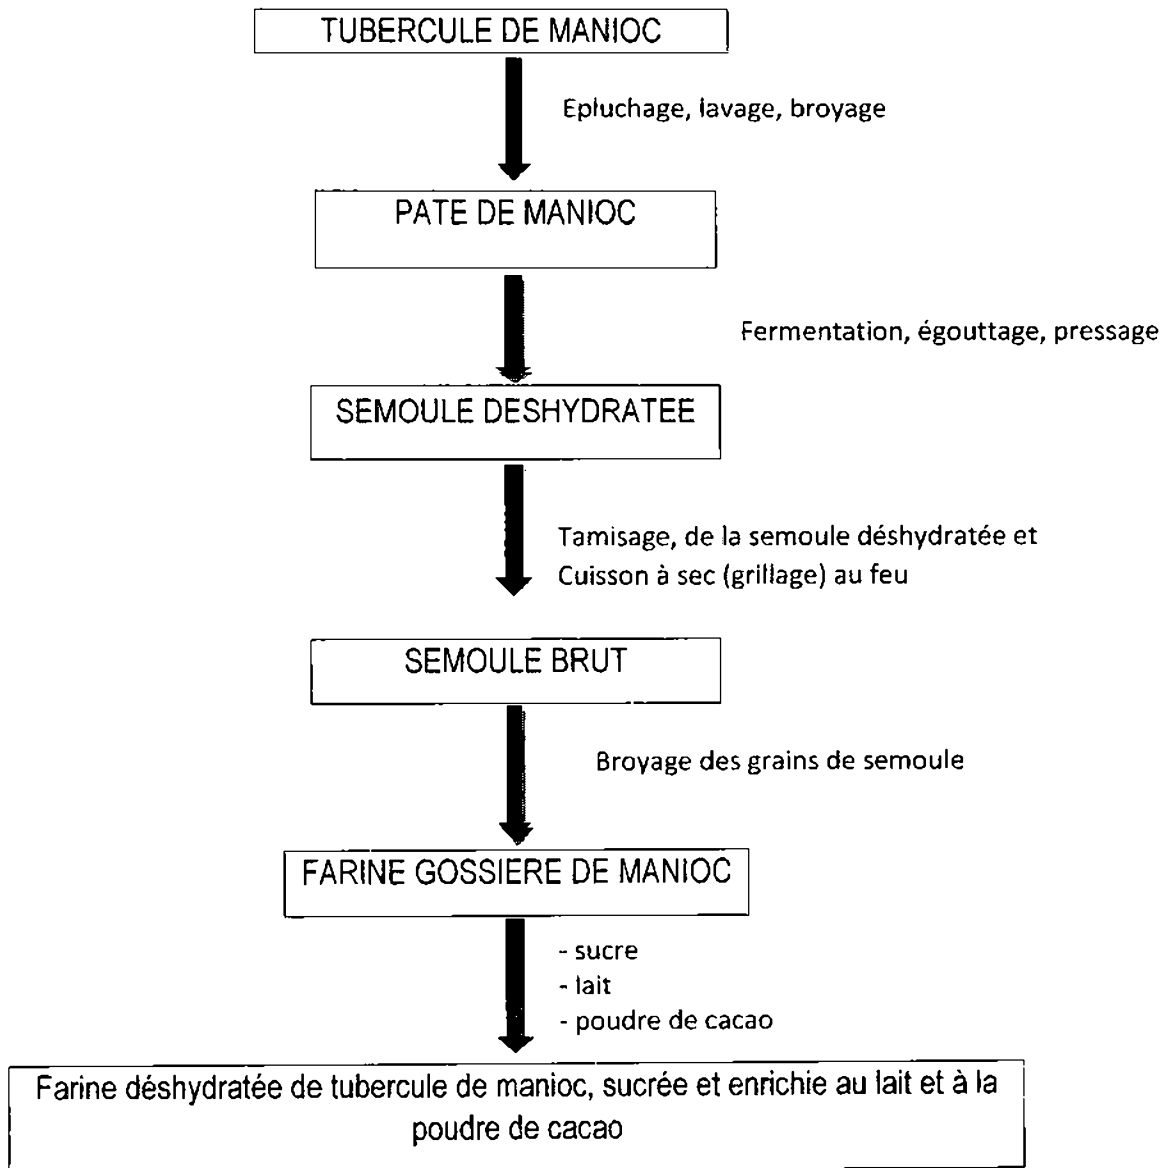 TUBERCULE DE MANIOC
Epluchage, lavage, broyage
PATE DE MANIOC
Fermentation, égouttage, pressage
SEMOULE DESHYDRATEE
Tamisage, de la semoule déshydratée et
Cuisson à sec (grillage) au feu
SEMOULE BRUT
Broyage des grains de semoule
FARINE GOSSIERE DE MANIOC
- sucre
- lait
- poudre de cacao
Farine déshydratée de tubercule de manioc, sucrée et enrichie au lait et à la
poudre de cacao